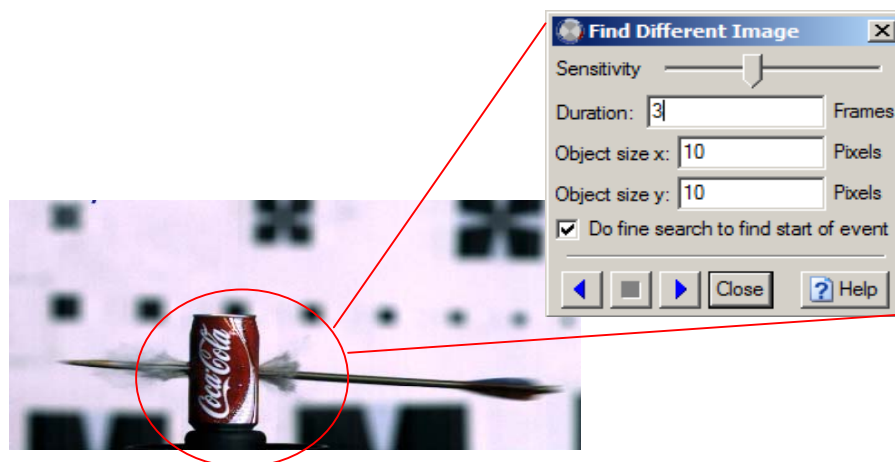 Find Different Image
Sensitivity
Duration: 3 Frames
Object size x: 10 Pixels
Object size y: 10 Pixels
Do fine search to find start of event
Close Help
Coca-Cola